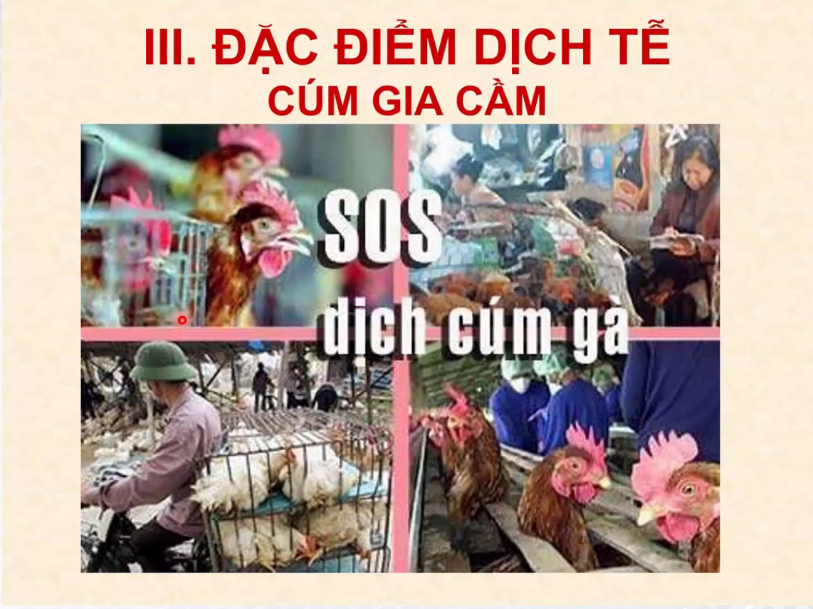 III. ĐẶC ĐIỂM DỊCH TỄ
CÚM GIA CẦM
SOS
dịch cúm gà